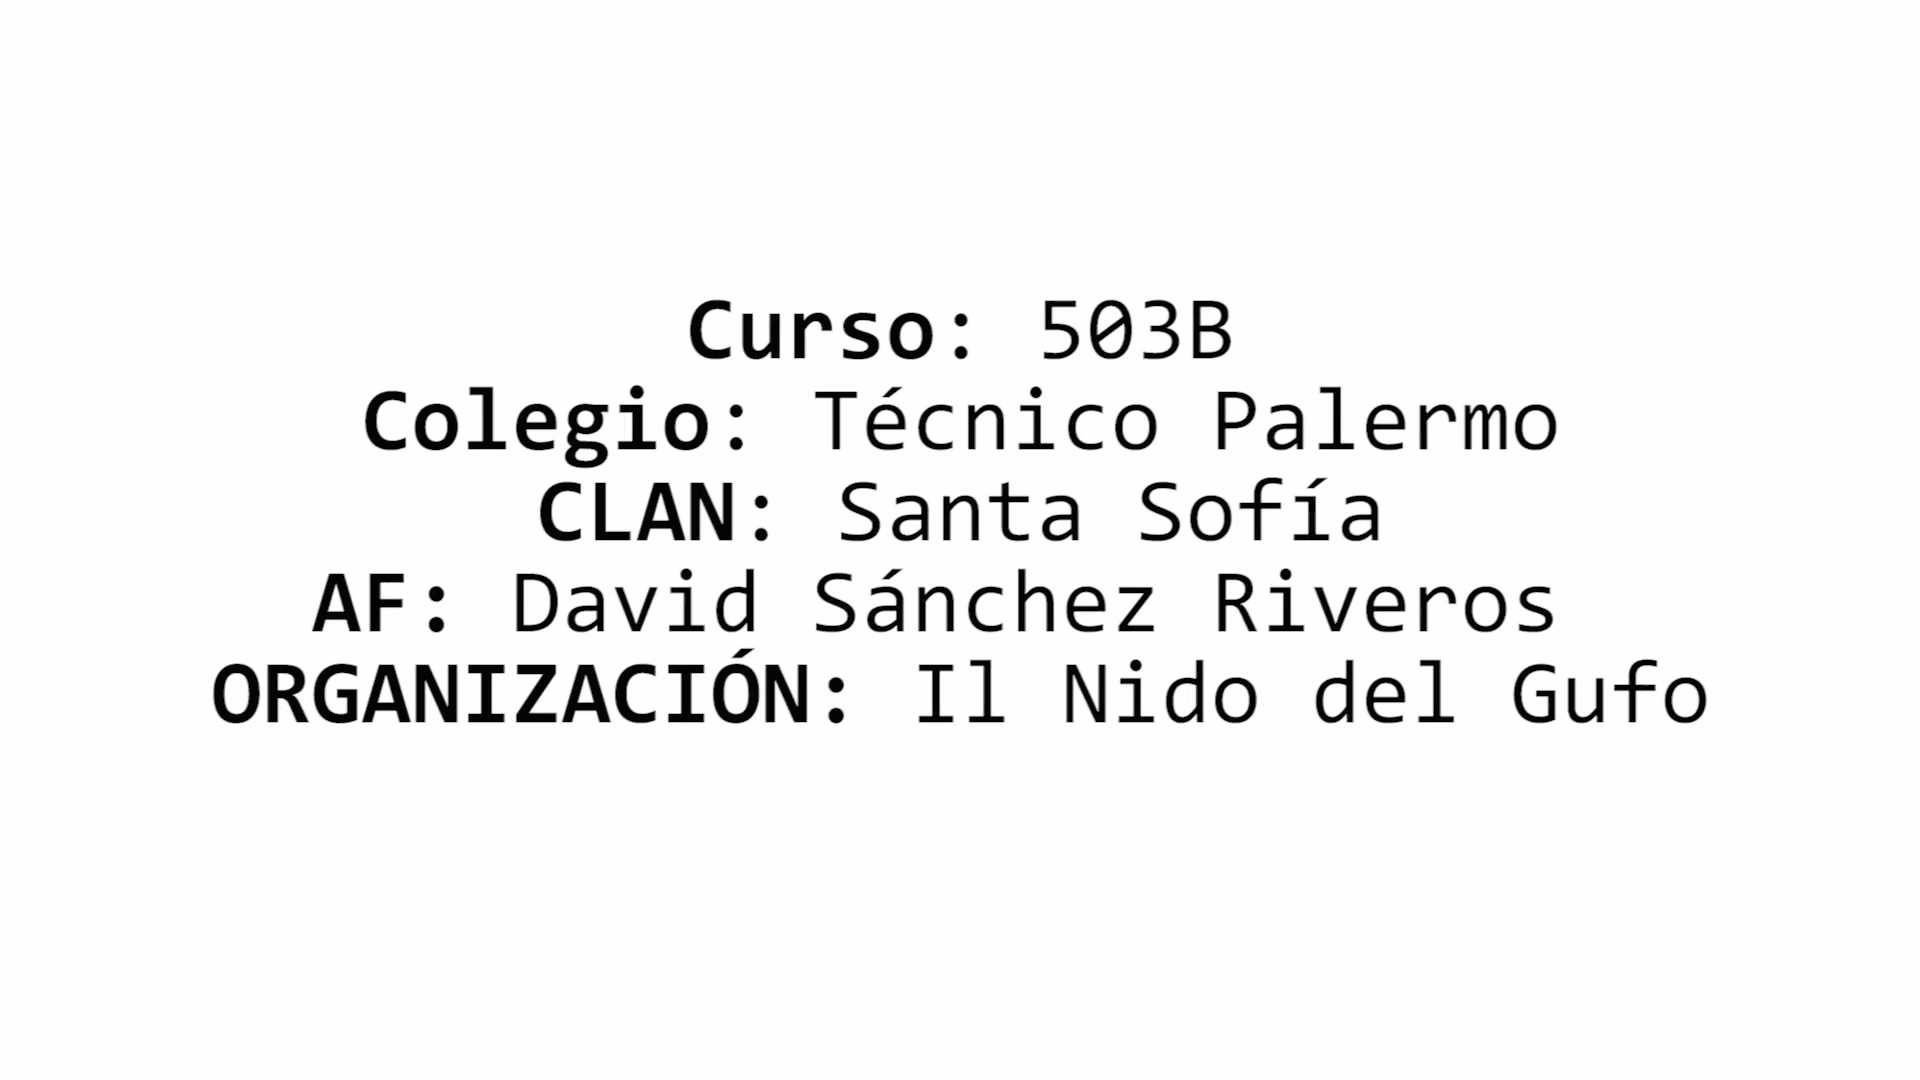 Curso: 503B
Colegio: Técnico Palermo
CLAN: Santa Sofía
AF: David Sánchez Riveros
ORGANIZACIÓN: Il Nido del Gufo